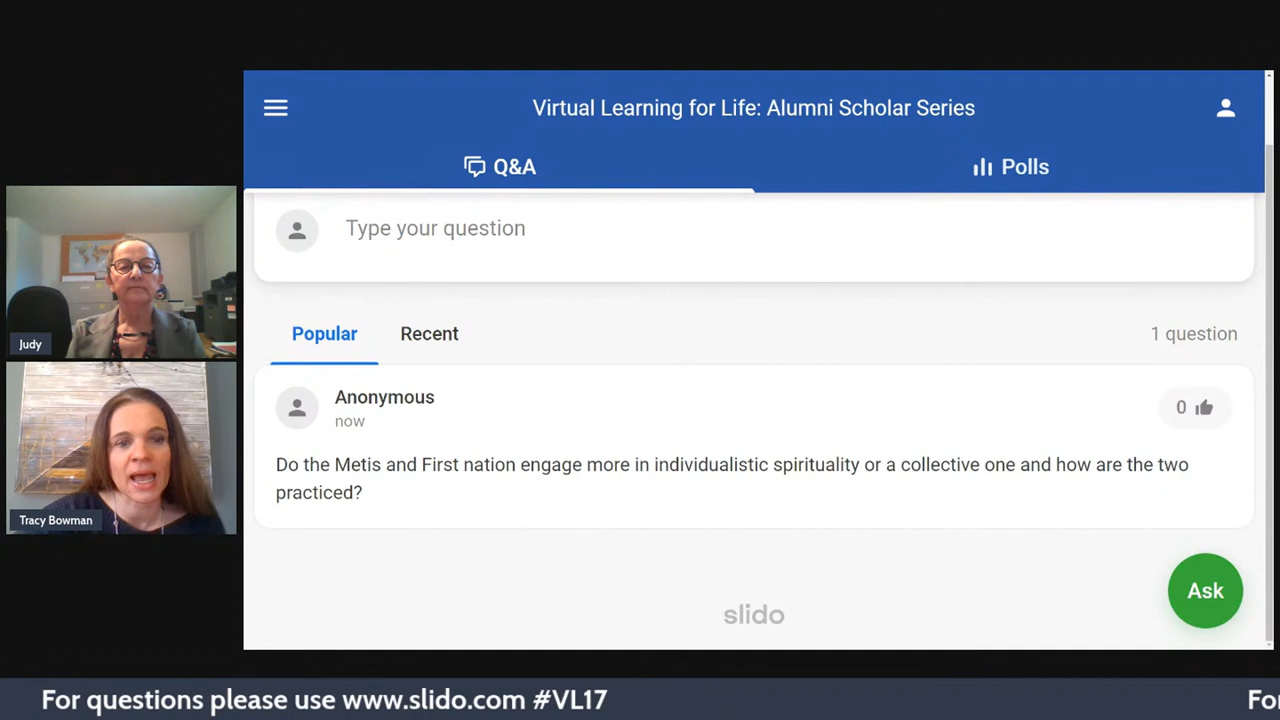 Virtual Learning for Life: Alumni Scholar Series
Q&A
Polls
Type your question
Popular
Recent
1 question
Anonymous
now
0
Do the Metis and First nation engage more in individualistic spirituality or a collective one and how are the two
practiced?
Ask
slido
Judy
Tracy Bowman
For questions please use www.slido.com #VL17
Fo